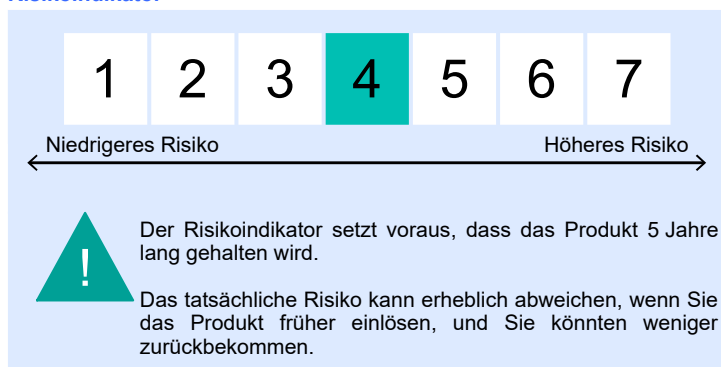 Risikoindikator
1 2 3 4 5 6 7
Niedrigeres Risiko Höheres Risiko
! Der Risikoindikator setzt voraus, dass das Produkt 5 Jahre
lang gehalten wird.
Das tatsächliche Risiko kann erheblich abweichen, wenn Sie
das Produkt früher einlösen, und Sie könnten weniger
zurückbekommen.